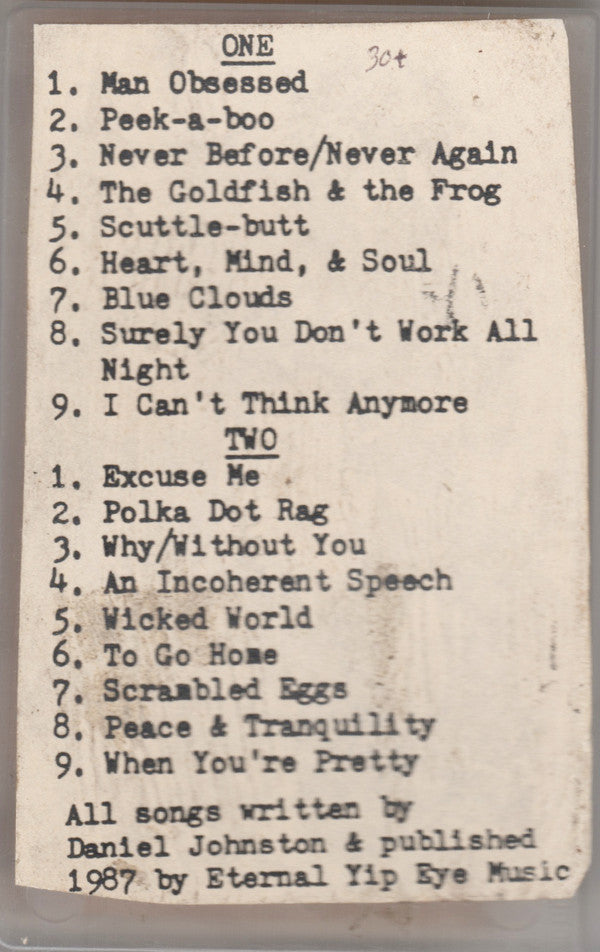 ONE
30¢
1. Man Obsessed
2. Peek-a-boo
3. Never Before/Never Again
4. The Goldfish & the Frog
5. Scuttle-butt
6. Heart, Mind, & Soul
7. Blue Clouds
8. Surely You Don't Work All
Night
9. I Can't Think Anymore
TWO
1. Excuse Me
2. Polka Dot Rag
3. Why/Without You
4. An Incoherent Speech
5. Wicked World
6. To Go Home
7. Scrambled Eggs
8. Peace & Tranquility
9. When You're Pretty
All songs written by
Daniel Johnston & published
1987 by Eternal Yip Eye Music